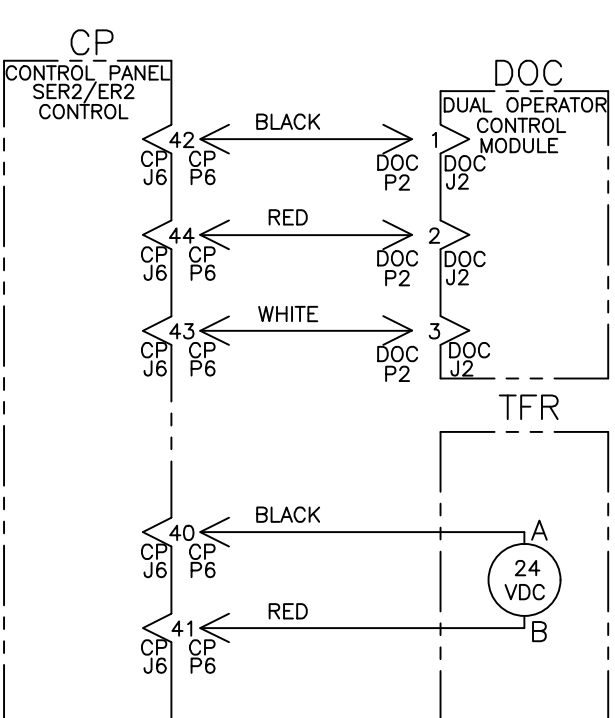 CP
CONTROL PANEL
SER2/ER2
CONTROL
DOC
DUAL OPERATOR
CONTROL
MODULE
42
CP
J6
CP
P6
BLACK
DOC
P2
1
DOC
J2
44
CP
J6
CP
P6
RED
DOC
P2
2
DOC
J2
43
CP
J6
CP
P6
WHITE
DOC
P2
3
DOC
J2
TFR
40
CP
J6
CP
P6
BLACK
A
24
VDC
41
CP
J6
CP
P6
RED
B